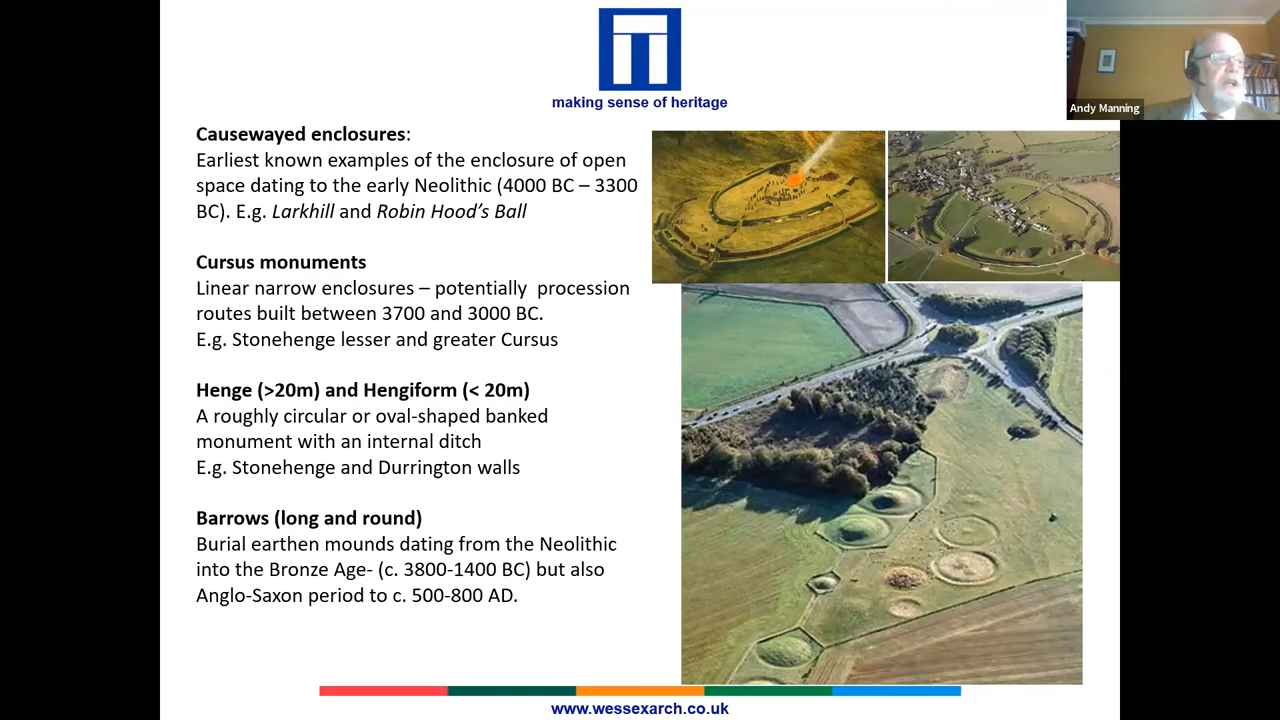 making sense of heritage
Andy Manning
Causewayed enclosures:
Earliest known examples of the enclosure of open
space dating to the early Neolithic (4000 BC – 3300
BC). E.g. Larkhill and Robin Hood's Ball
Cursus monuments
Linear narrow enclosures – potentially  procession
routes built between 3700 and 3000 BC.
E.g. Stonehenge lesser and greater Cursus
Henge (>20m) and Hengiform (< 20m)
A roughly circular or oval-shaped banked
monument with an internal ditch
E.g. Stonehenge and Durrington walls
Barrows (long and round)
Burial earthen mounds dating from the Neolithic
into the Bronze Age- (c. 3800-1400 BC) but also
Anglo-Saxon period to c. 500-800 AD.
www.wessexarch.co.uk